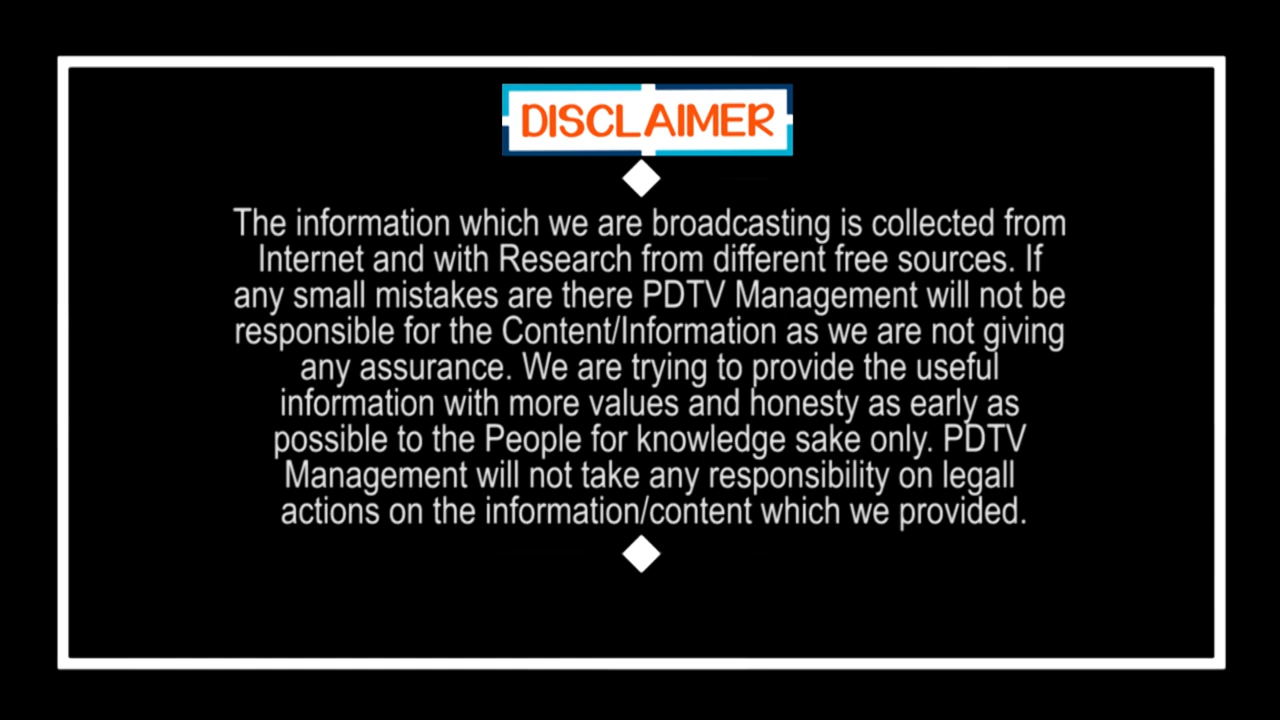 DISCLAIMER
The information which we are broadcasting is collected from
Internet and with Research from different free sources. If
any small mistakes are there PDTV Management will not be
responsible for the Content/Information as we are not giving
any assurance. We are trying to provide the useful
information with more values and honesty as early as
possible to the People for knowledge sake only. PDTV
Management will not take any responsibility on legall
actions on the information/content which we provided.